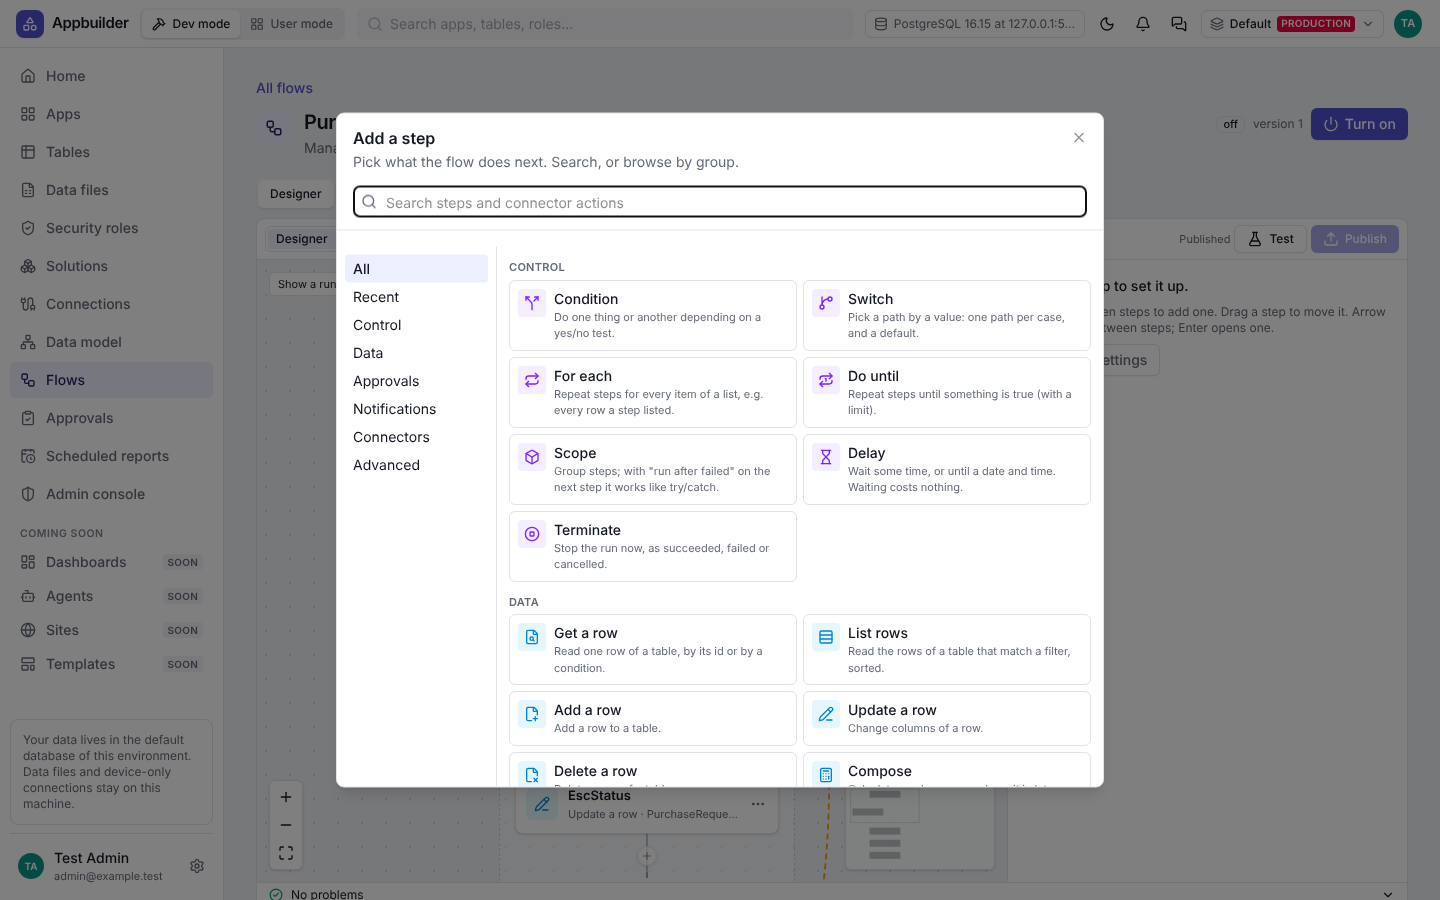 Appbuilder
Dev mode
User mode
Search apps, tables, roles...
PostgreSQL 16.15 at 127.0.0.1:5...
Default
PRODUCTION
TA
Home
Apps
Tables
Data files
Security roles
Solutions
Connections
Data model
Flows
Approvals
Scheduled reports
Admin console
COMING SOON
Dashboards SOON
Agents SOON
Sites SOON
Templates SOON
Your data lives in the default
database of this environment.
Data files and device-only
connections stay on this
machine.
TA
Test Admin
admin@example.test
All flows
off
version 1
Turn on
Designer
Designer
Published
Test
Publish
Show a run
to set it up.
steps to add one. Drag a step to move it. Arrow
steps; Enter opens one.
Add a step
Pick what the flow does next. Search, or browse by group.
Search steps and connector actions
All
Recent
Control
Data
Approvals
Notifications
Connectors
Advanced
CONTROL
Condition
Do one thing or another depending on a
yes/no test.
Switch
Pick a path by a value: one path per case,
and a default.
For each
Repeat steps for every item of a list, e.g.
every row a step listed.
Do until
Repeat steps until something is true (with a
limit).
Scope
Group steps; with "run after failed" on the
next step it works like try/catch.
Delay
Wait some time, or until a date and time.
Waiting costs nothing.
Terminate
Stop the run now, as succeeded, failed or
cancelled.
DATA
Get a row
Read one row of a table, by its id or by a
condition.
List rows
Read the rows of a table that match a filter,
sorted.
Add a row
Add a row to a table.
Update a row
Change columns of a row.
Delete a row
Compose
EscStatus
Update a row · PurchaseReque...
No problems